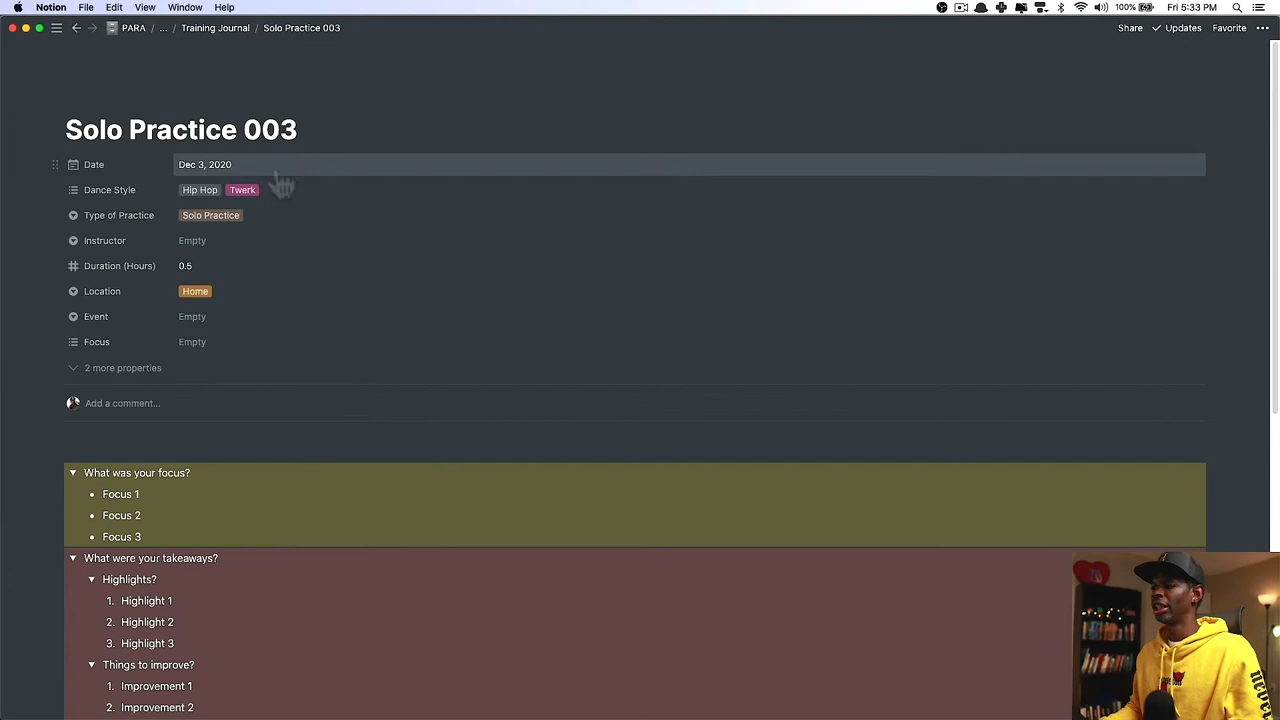 Notion File Edit View Window Help 100% Fri 5:33 PM
PARA / ... / Training Journal / Solo Practice 003 Share Updates Favorite
Solo Practice 003
Date Dec 3, 2020
Dance Style Hip Hop Twerk
Type of Practice Solo Practice
Instructor Empty
Duration (Hours) 0.5
Location Home
Event Empty
Focus Empty
2 more properties
Add a comment...
What was your focus?
• Focus 1
• Focus 2
• Focus 3
What were your takeaways?
Highlights?
1. Highlight 1
2. Highlight 2
3. Highlight 3
Things to improve?
1. Improvement 1
2. Improvement 2